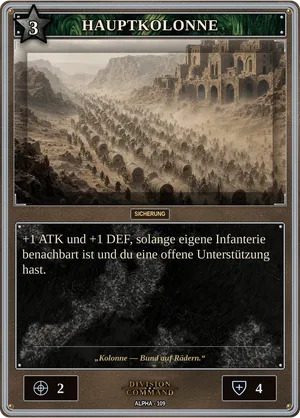 3
HAUPTKOLONNE
SICHERUNG
+1 ATK und +1 DEF, solange eigene Infanterie
benachbart ist und du eine offene Unterstützung
hast.
„Kolonne — Bund auf Rädern.“
2
DIVISION
COMMAND
ALPHA - 109
4